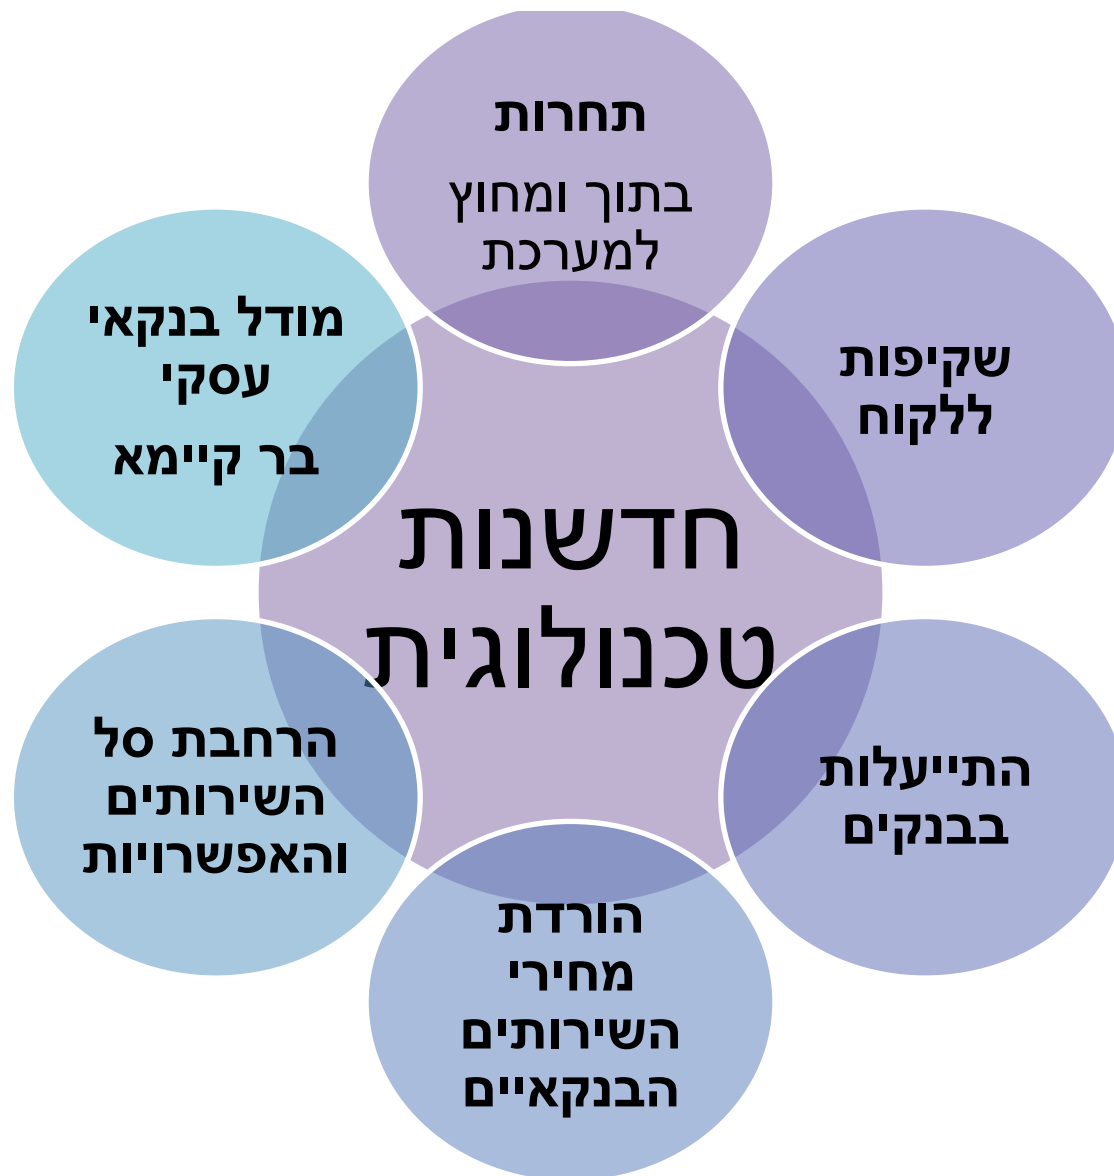 תחרות
בתוך ומחוץ
למערכת
שקיפות
ללקוח
התייעלות
בבנקים
הורדת
מחירי
השירותים
הבנקאיים
הרחבת סל
השירותים
והאפשרויות
מודל בנקאי
עסקי
בר קיימא
חדשנות
טכנולוגית